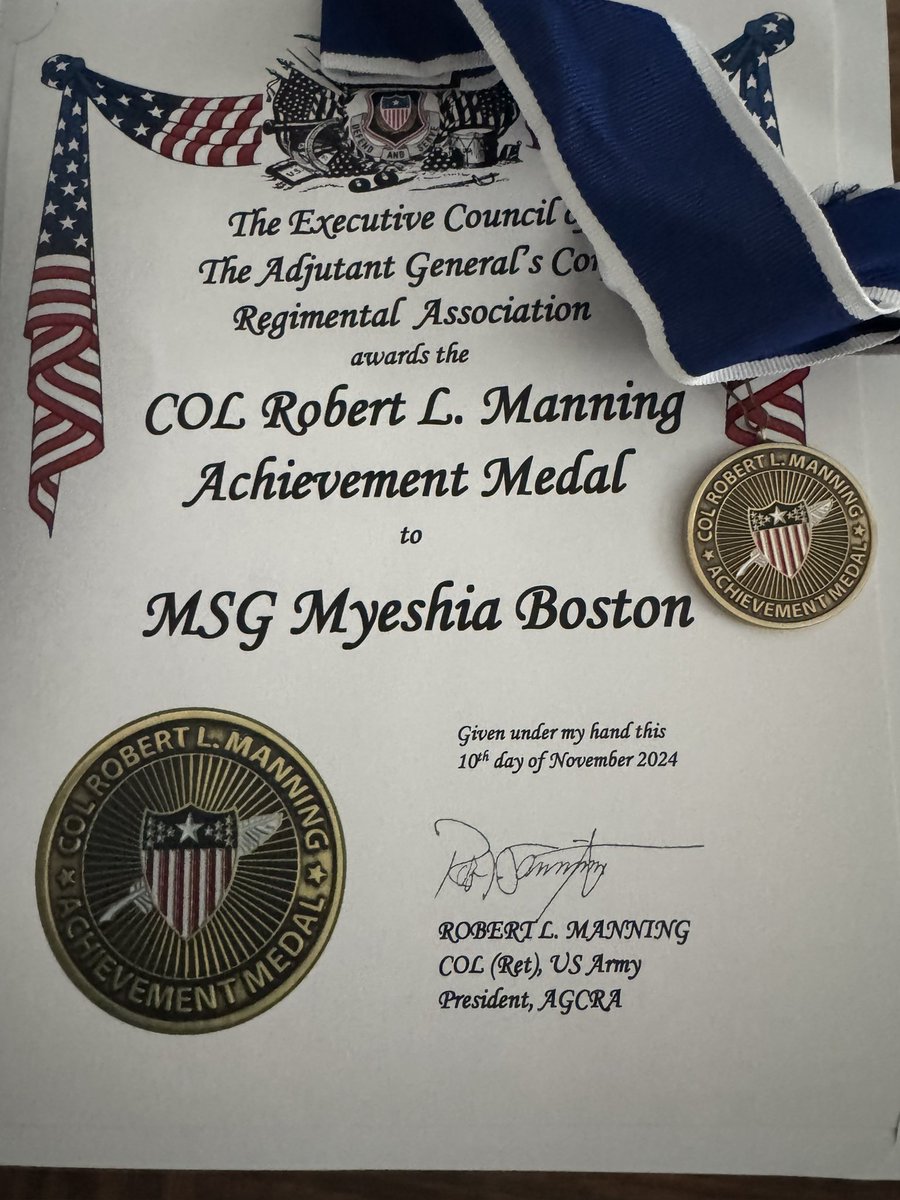 DEFEND AND SERVE
The Executive Council
The Adjutant General's
Regimental Association
awards the
COL Robert L. Manning
Achievement Medal
to
MSG Myeshia Boston
COL ROBERT L. MANNING
ACHIEVEMENT MEDAL
Given under my hand this
10th day of November 2024
COL ROBERT L. MANNING
ACHIEVEMENT MEDAL
ROBERT L. MANNING
COL (Ret), US Army
President, AGCRA